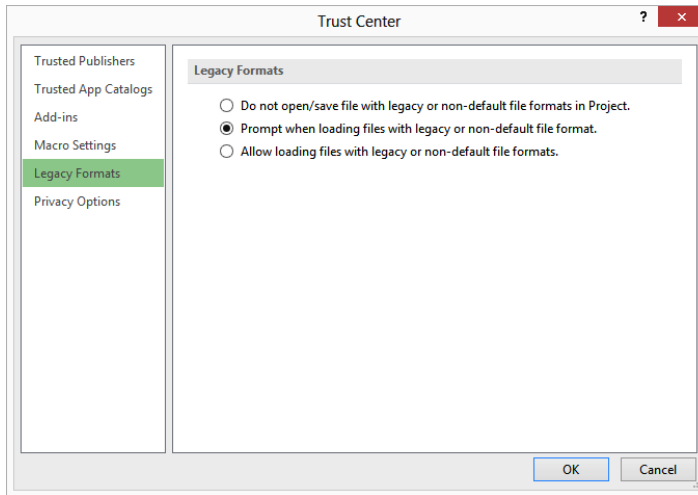 Trust Center
?
Trusted Publishers
Trusted App Catalogs
Add-ins
Macro Settings
Legacy Formats
Privacy Options
Legacy Formats
Do not open/save file with legacy or non-default file formats in Project.
Prompt when loading files with legacy or non-default file format.
Allow loading files with legacy or non-default file formats.
OK
Cancel